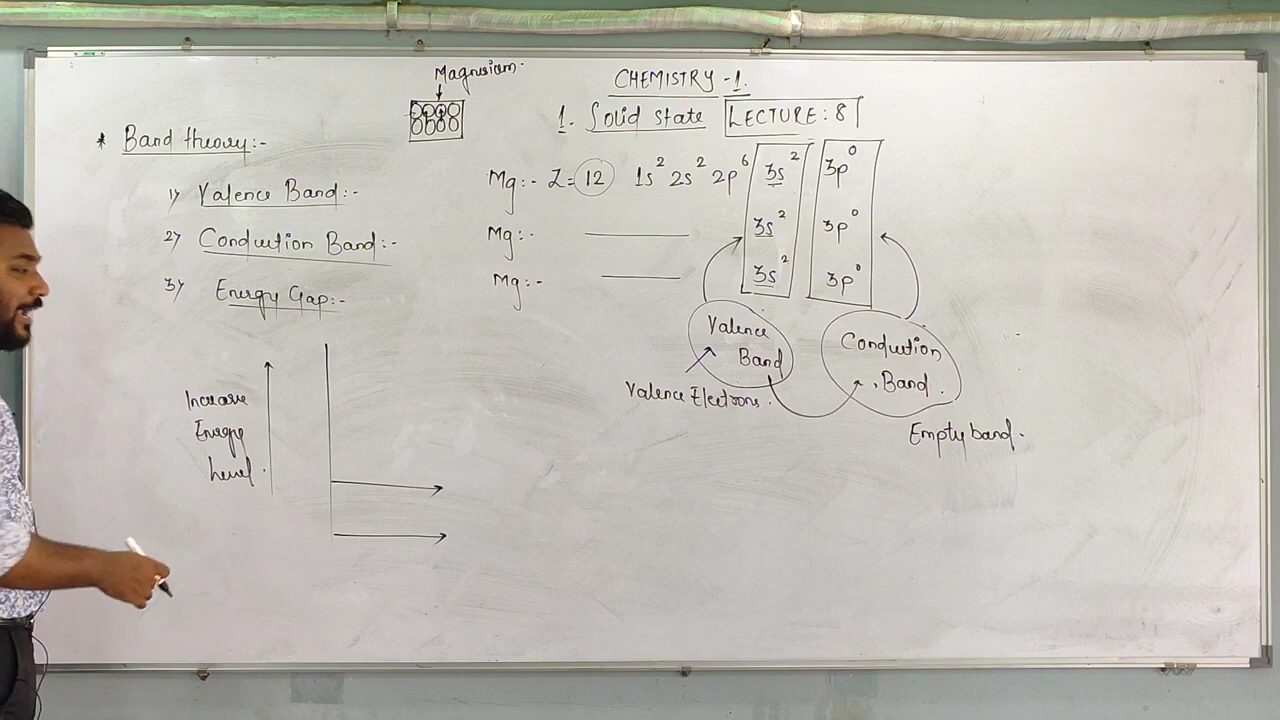 Magnesium.
CHEMISTRY - 1.
1. Solid state LECTURE: 8
* Band theory:-
1) Valence Band:-
2) Conduction Band:-
3) Energy Gap:-
Mg:- Z=12 1s² 2s² 2p⁶ 3s² 3p⁰
Mg:- 3s² 3p⁰
Mg:- 3s² 3p⁰
Valence
Band
Conduction
Band.
Valence Electrons.
Empty band.
Increase
Energy
Level.